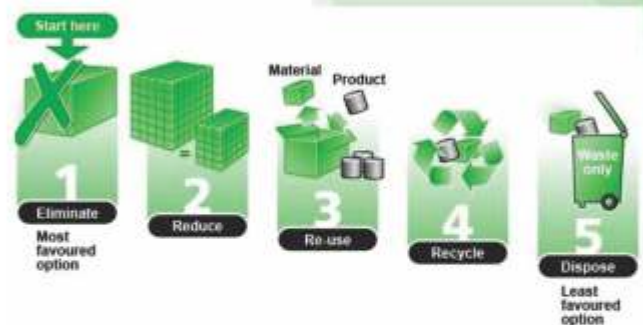 Start here
1
Eliminate
Most
favoured
option
=
2
Reduce
Material
Product
3
Re-use
4
Recycle
Waste
only
5
Dispose
Least
favoured
option